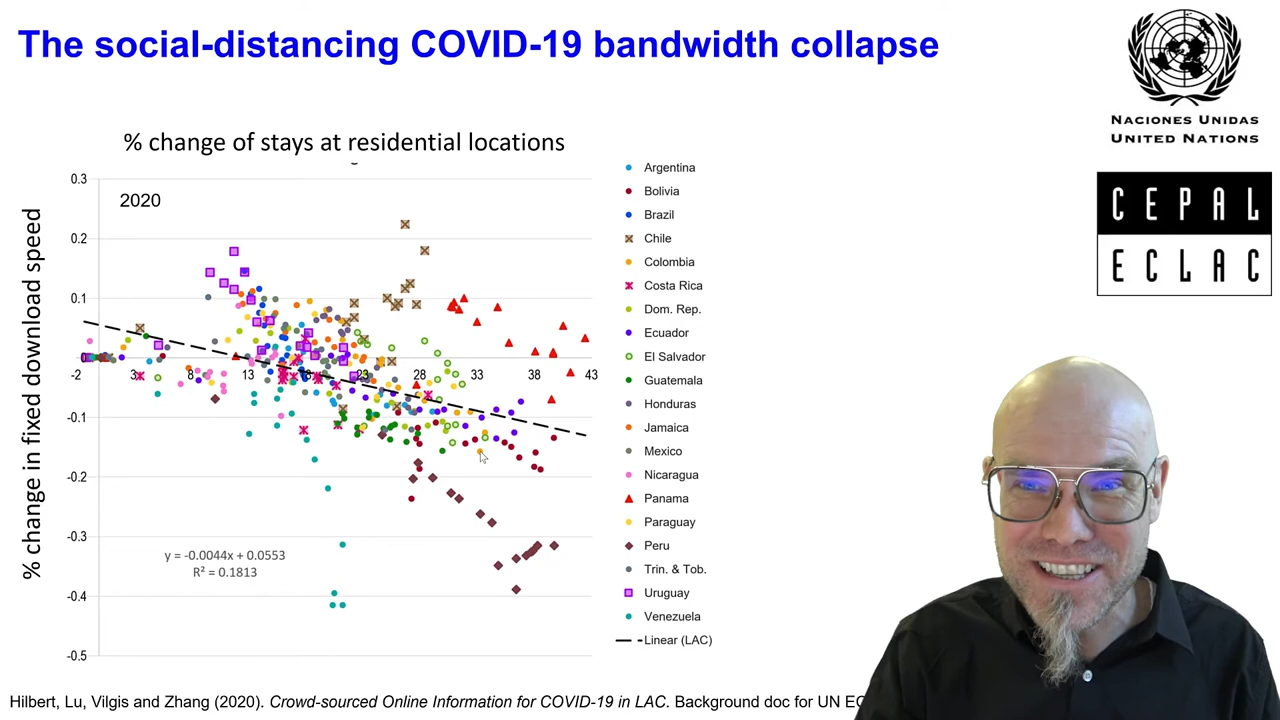 The social-distancing COVID-19 bandwidth collapse
NACIONES UNIDAS
UNITED NATIONS
CEPAL
ECLAC
% change of stays at residential locations
% change in fixed download speed
2020
0.3
0.2
0.1
-0.1
-0.2
-0.3
-0.4
-0.5
-2
3
8
13
23
28
33
38
43
y = -0.0044x + 0.0553
R² = 0.1813
Argentina
Bolivia
Brazil
Chile
Colombia
Costa Rica
Dom. Rep.
Ecuador
El Salvador
Guatemala
Honduras
Jamaica
Mexico
Nicaragua
Panama
Paraguay
Peru
Trin. & Tob.
Uruguay
Venezuela
Linear (LAC)
Hilbert, Lu, Vilgis and Zhang (2020). Crowd-sourced Online Information for COVID-19 in LAC. Background doc for UN